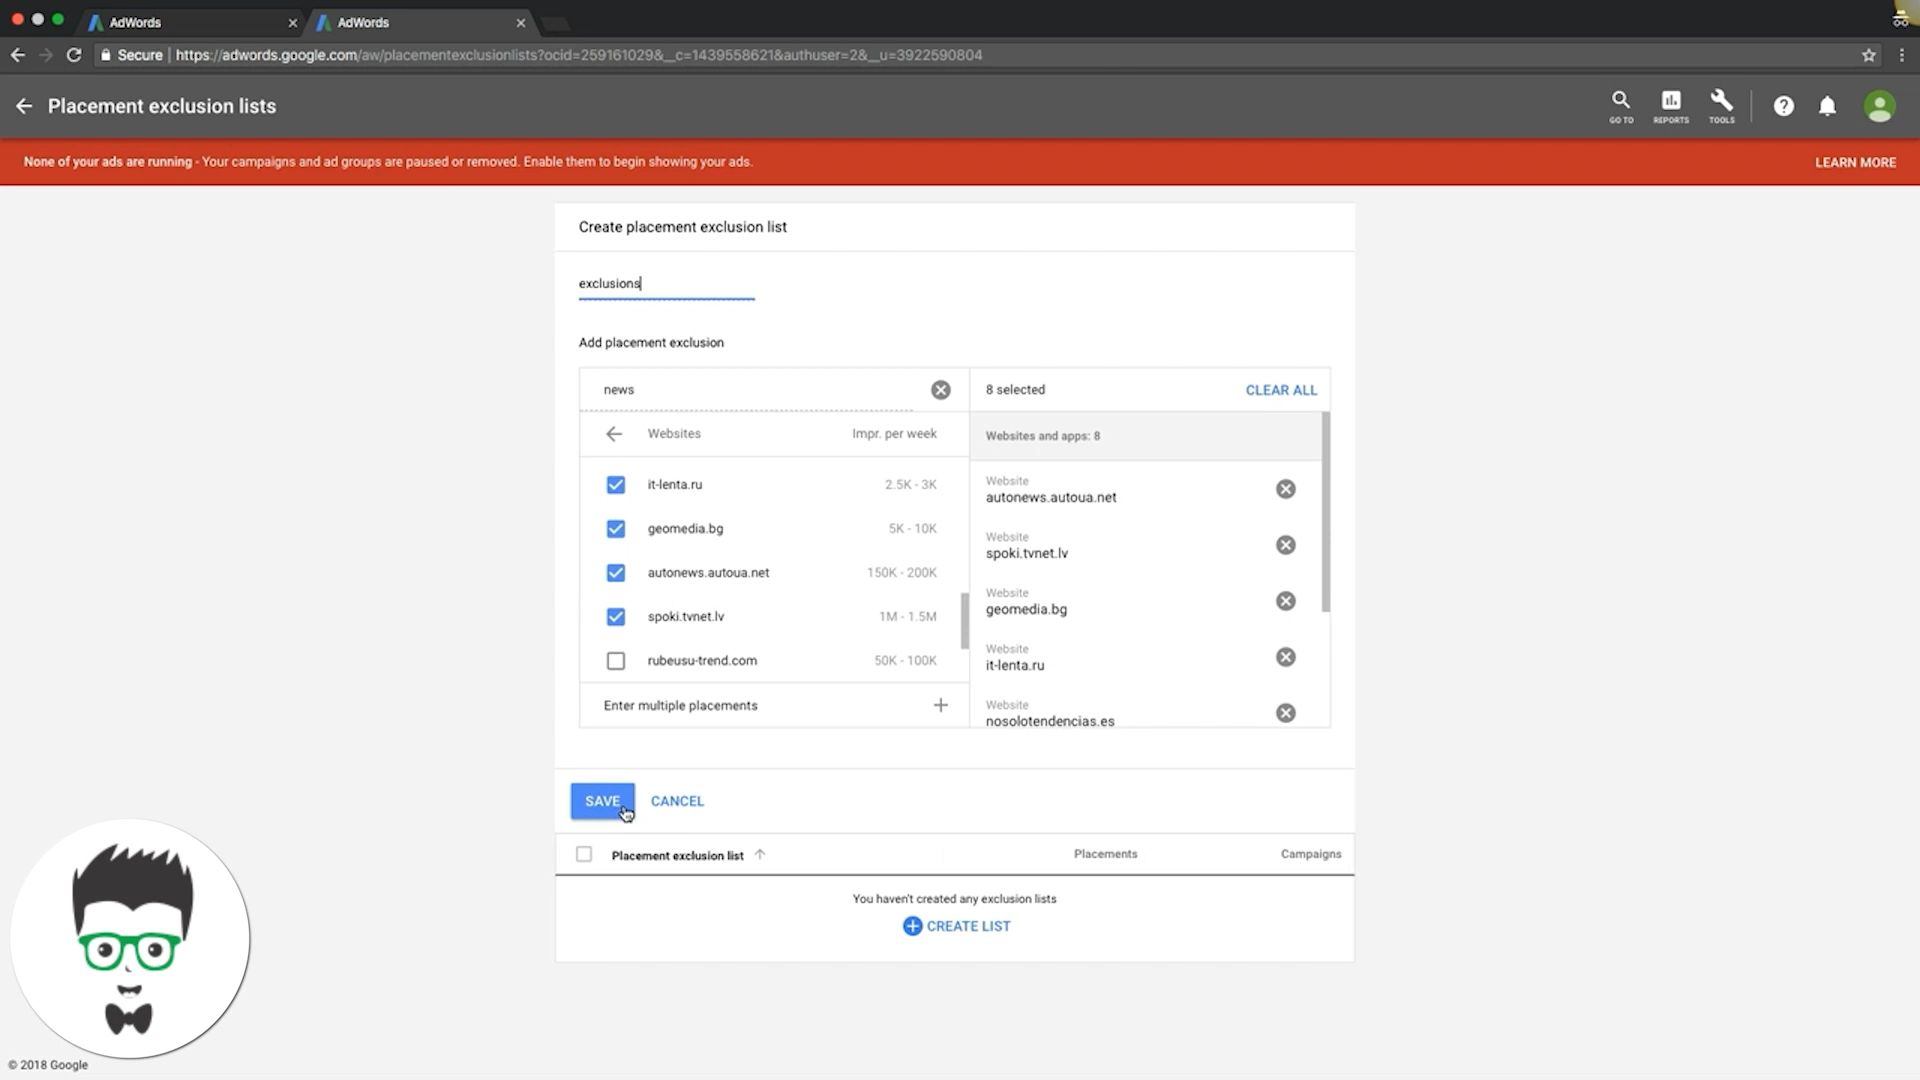 AdWords
AdWords
Secure | https://adwords.google.com/aw/placementexclusionlists?ocid=259161029&__c=1439558621&authuser=2&__u=3922590804
Placement exclusion lists
GO TO
REPORTS
TOOLS
None of your ads are running - Your campaigns and ad groups are paused or removed. Enable them to begin showing your ads.
LEARN MORE
Create placement exclusion list
exclusions
Add placement exclusion
news
8 selected
CLEAR ALL
Websites
Impr. per week
Websites and apps: 8
it-lenta.ru
2.5K - 3K
geomedia.bg
5K - 10K
autonews.autoua.net
150K - 200K
spoki.tvnet.lv
1M - 1.5M
rubeusu-trend.com
50K - 100K
Enter multiple placements
Website
autonews.autoua.net
Website
spoki.tvnet.lv
Website
geomedia.bg
Website
it-lenta.ru
Website
nosolotendencias.es
SAVE
CANCEL
Placement exclusion list
Placements
Campaigns
You haven't created any exclusion lists
CREATE LIST
© 2018 Google